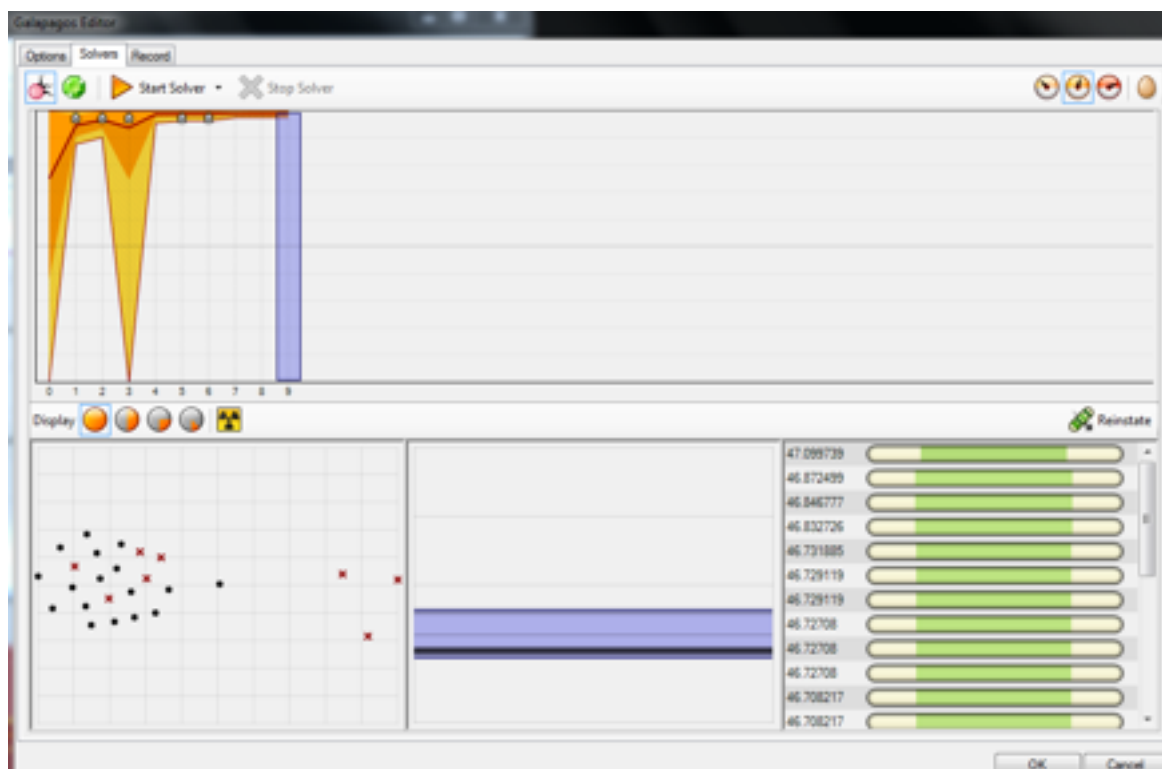 Galapagos Editor
Options Solvers Record
Start Solver Stop Solver
0 1 2 3 4 5 6 7 8 9
Display Reinstate
47.099739
46.872499
46.846777
46.832726
46.731885
46.729119
46.729119
46.72708
46.72708
46.72708
46.708217
46.708217
OK Cancel